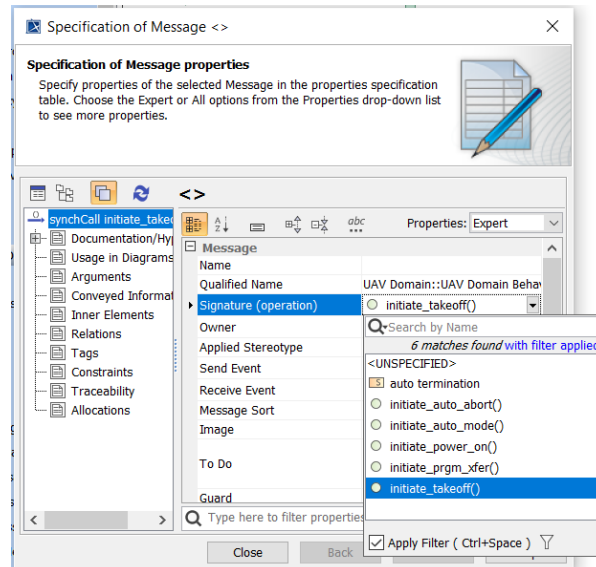 Specification of Message <>
Specification of Message properties
Specify properties of the selected Message in the properties specification
table. Choose the Expert or All options from the Properties drop-down list
to see more properties.
<>
synchCall initiate_takeo
Documentation/Hy
Usage in Diagrams
Arguments
Conveyed Informat
Inner Elements
Relations
Tags
Constraints
Traceability
Allocations
Properties: Expert
Message
Name
Qualified Name UAV Domain::UAV Domain Beha
Signature (operation) initiate_takeoff()
Owner
Applied Stereotype
Send Event
Receive Event
Message Sort
Image
To Do
Guard
Search by Name
6 matches found with filter applied
<UNSPECIFIED>
S auto termination
initiate_auto_abort()
initiate_auto_mode()
initiate_power_on()
initiate_prgm_xfer()
initiate_takeoff()
Type here to filter properties
Apply Filter ( Ctrl+Space )
Close Back